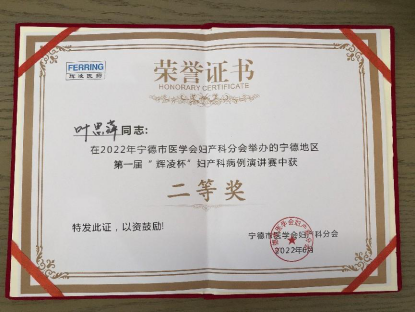 FERRING
辉凌医药
荣誉证书
HONORARY CERTIFICATE
同志：
在2022年宁德市医学会妇产科分会举办的宁德地区
第一届“辉凌杯”妇产科病例演讲赛中获
二等奖
特发此证，以资鼓励！
宁德市医学会妇产科分会
2022年6月